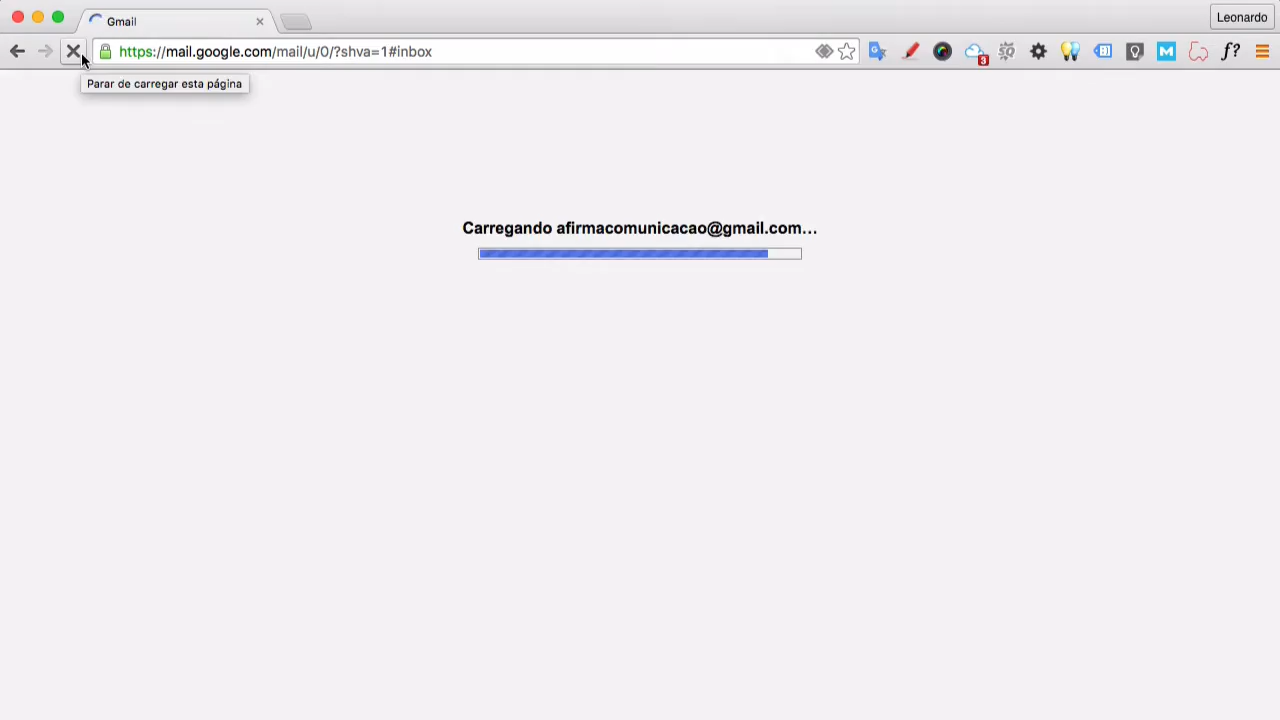 Gmail
Leonardo
https://mail.google.com/mail/u/0/?shva=1#inbox
3
M
f?
Parar de carregar esta página
Carregando afirmacomunicacao@gmail.com...